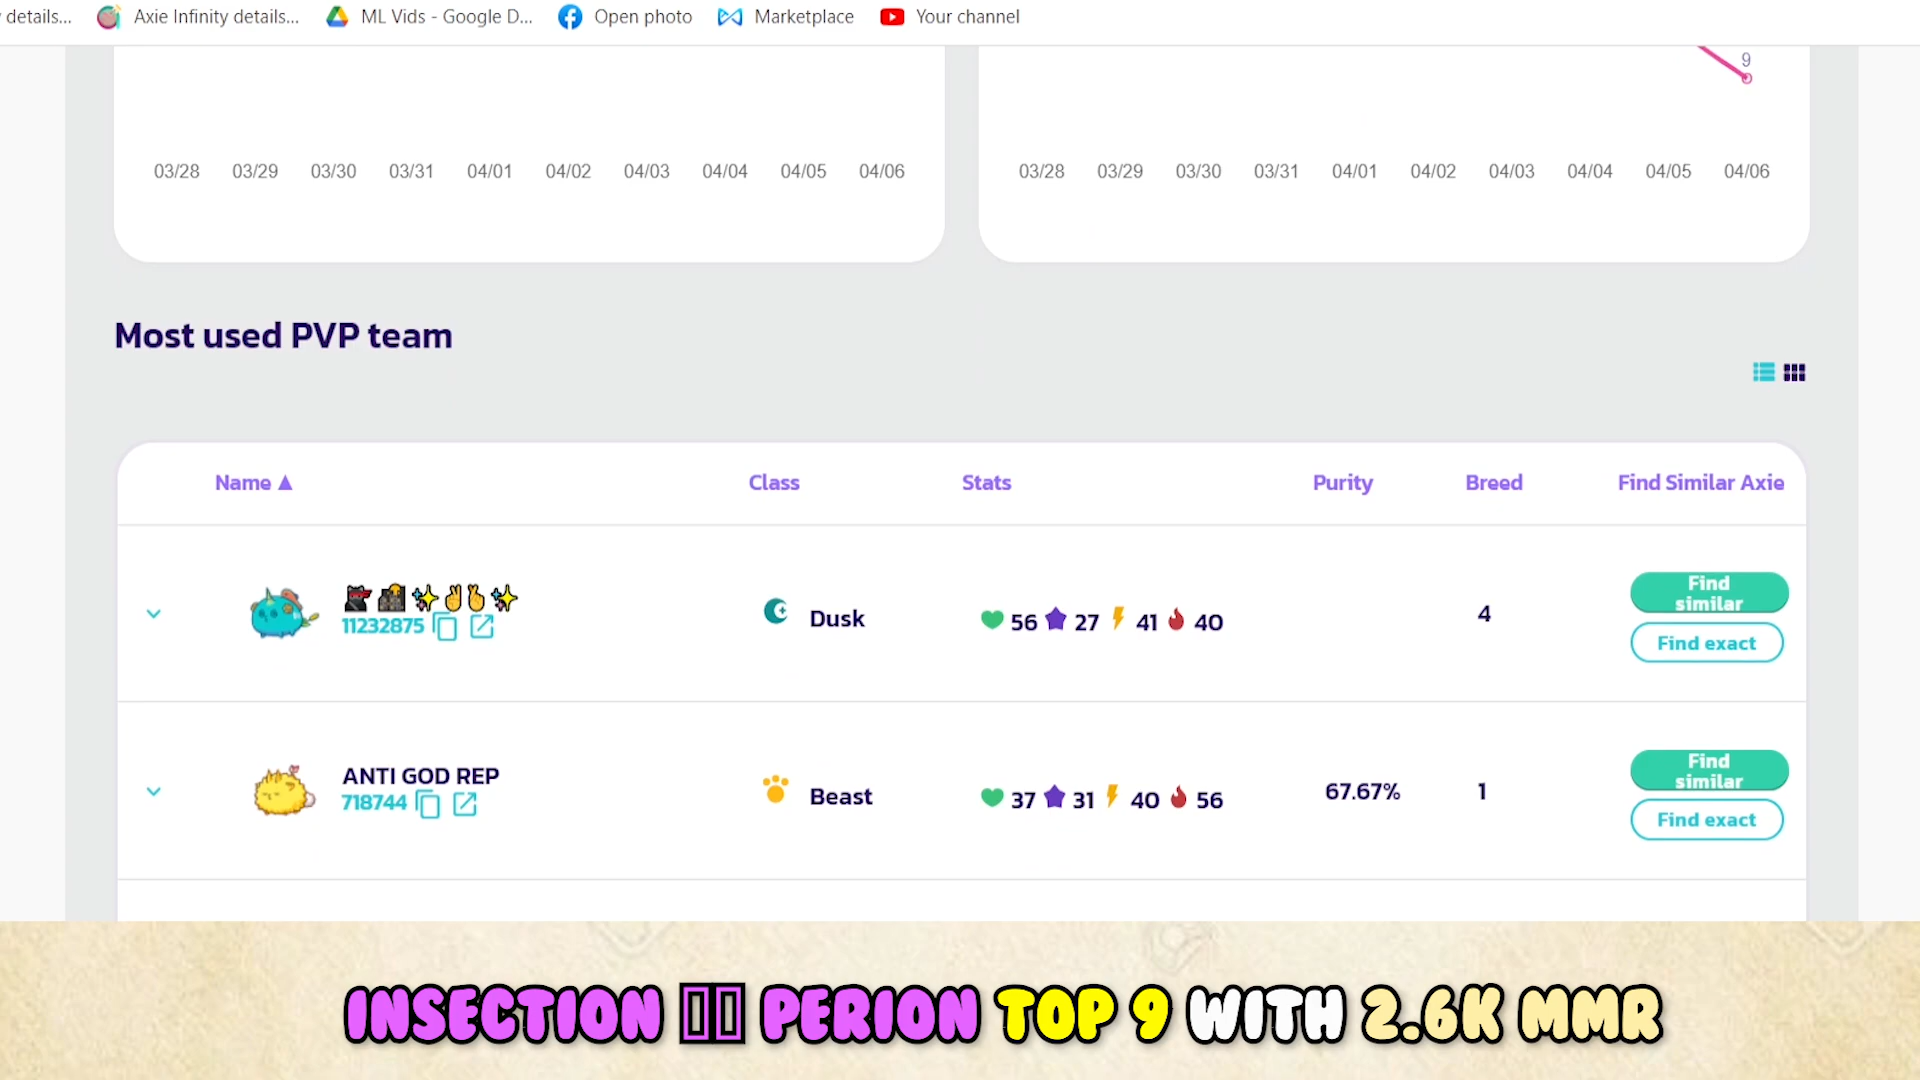 details... Axie Infinity details... ML Vids - Google D... Open photo Marketplace Your channel
9
03/28 03/29 03/30 03/31 04/01 04/02 04/03 04/04 04/05 04/06
03/28 03/29 03/30 03/31 04/01 04/02 04/03 04/04 04/05 04/06
Most used PVP team
Name ▲ Class Stats Purity Breed Find Similar Axie
11232875 Dusk 56 27 41 40 4 Find similar
Find exact
ANTI GOD REP
718744 Beast 37 31 40 56 67.67% 1 Find similar
Find exact
INSECTION PERION TOP 9 WITH 2.6K MMR